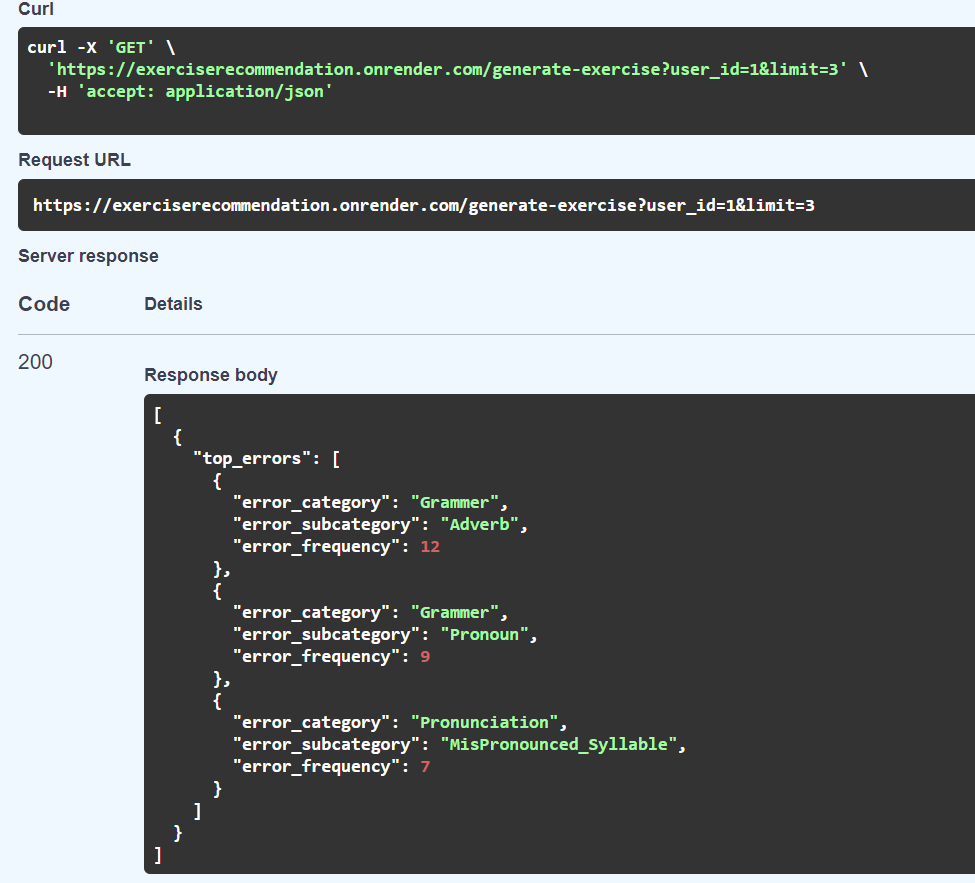 Curl
curl -X 'GET' \
  'https://exerciserecommendation.onrender.com/generate-exercise?user_id=1&limit=3' \
  -H 'accept: application/json'
Request URL
https://exerciserecommendation.onrender.com/generate-exercise?user_id=1&limit=3
Server response
Code Details
200
Response body
[
  {
    "top_errors": [
      {
        "error_category": "Grammer",
        "error_subcategory": "Adverb",
        "error_frequency": 12
      },
      {
        "error_category": "Grammer",
        "error_subcategory": "Pronoun",
        "error_frequency": 9
      },
      {
        "error_category": "Pronunciation",
        "error_subcategory": "MisPronounced_Syllable",
        "error_frequency": 7
      }
    ]
  }
]